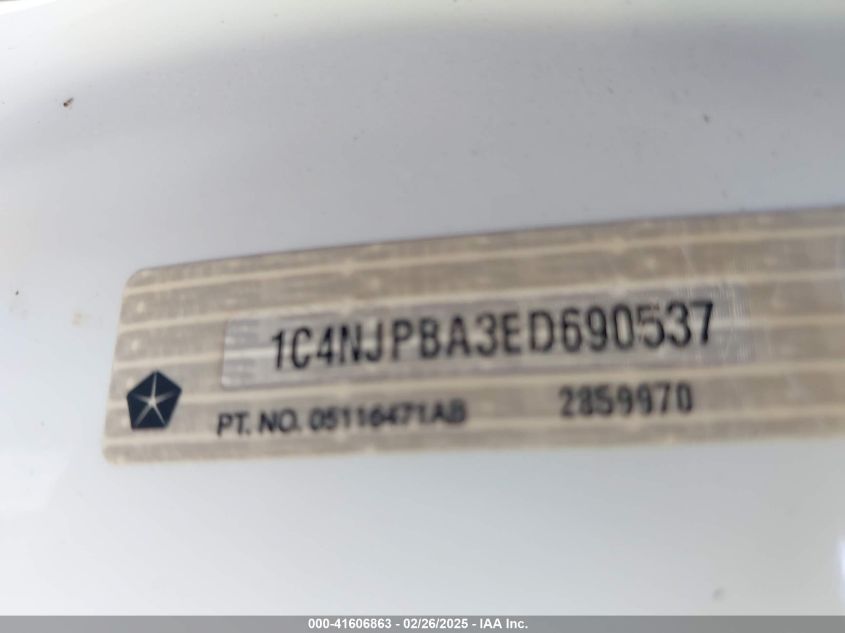 1C4NJPBA3ED690537
PT. NO. 05116471AB 2859970
000-41606863 - 02/26/2025 - IAA Inc.